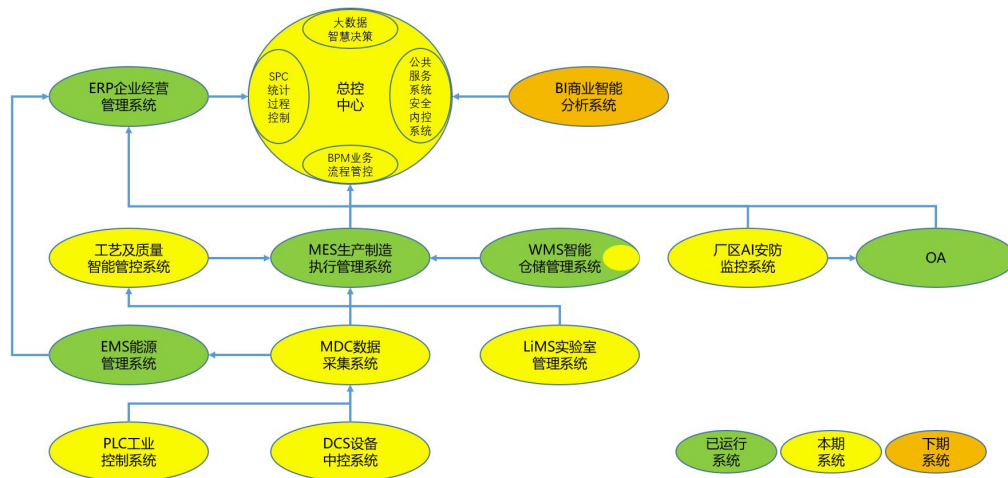 大数据
智慧决策
SPC
统计
过程
控制
总控
中心
公共
服务
系统
安全
内控
系统
BPM业务
流程管控
ERP企业经营
管理系统
BI商业智能
分析系统
工艺及质量
智能管控系统
MES生产制造
执行管理系统
WMS智能
仓储管理系统
厂区AI安防
监控系统
OA
EMS能源
管理系统
MDC数据
采集系统
LiMS实验室
管理系统
PLC工业
控制系统
DCS设备
中控系统
已运行
系统
本期
系统
下期
系统